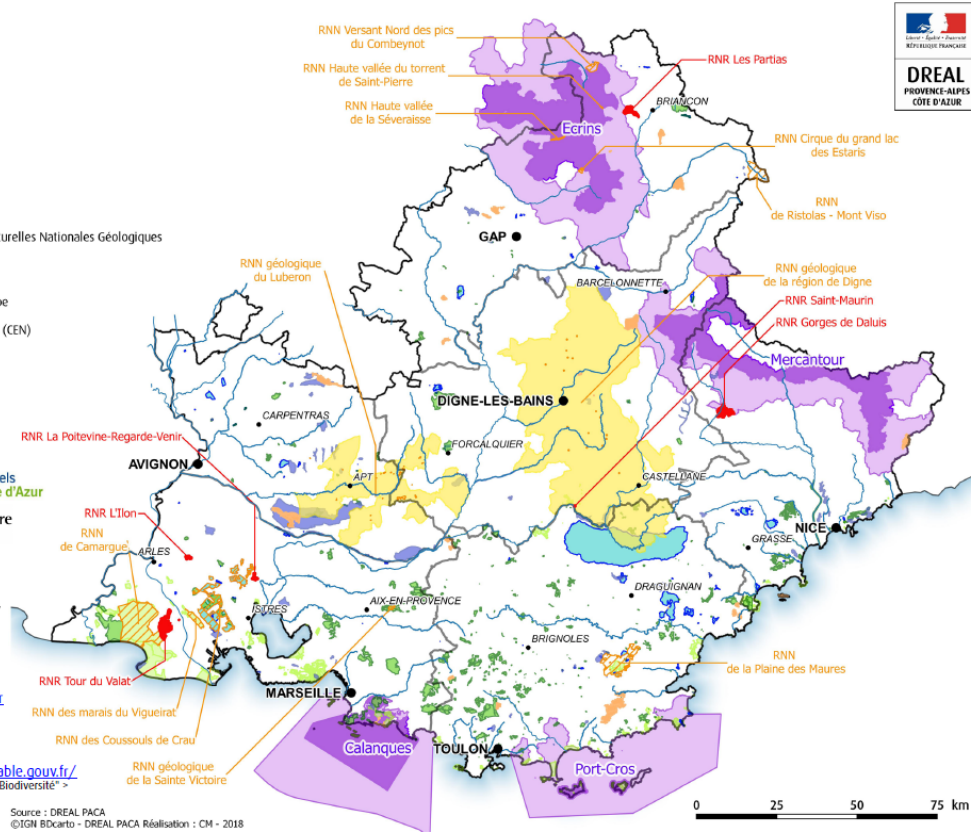 RNN Versant Nord des pics
du Combeynot
RNN Haute vallée du torrent
de Saint-Pierre
RNN Haute vallée
de la Séveraisse
RNR Les Partias
BRIANÇON
Ecrins
RNN Cirque du grand lac
des Estaris
RNN
de Ristolas - Mont Viso
Liberté • Égalité • Fraternité
RÉPUBLIQUE FRANÇAISE
DREAL
PROVENCE-ALPES
CÔTE D'AZUR
urelles Nationales Géologiques
GAP
RNN géologique
du Luberon
BARCELONNETTE
RNN géologique
de la région de Digne
RNR Saint-Maurin
RNR Gorges de Daluis
(CEN)
Mercantour
CARPENTRAS
DIGNE-LES-BAINS
RNR La Poitevine-Regarde-Venir
FORCALQUIER
AVIGNON
APT
CASTELLANE
els
d'Azur
re
RNR L'Ilon
RNN
de Camargue
ARLES
NICE
GRASSE
ISTRES
AIX-EN-PROVENCE
DRAGUIGNAN
BRIGNOLES
RNN
de la Plaine des Maures
RNR Tour du Valat
MARSEILLE
RNN des marais du Vigueirat
RNN des Coussouls de Crau
Calanques
TOULON
Port-Cros
RNN géologique
de la Sainte Victoire
able.gouv.fr/
Biodiversité" >
0 25 50 75 km
Source : DREAL PACA
©IGN BDcarto - DREAL PACA Réalisation : CM - 2018